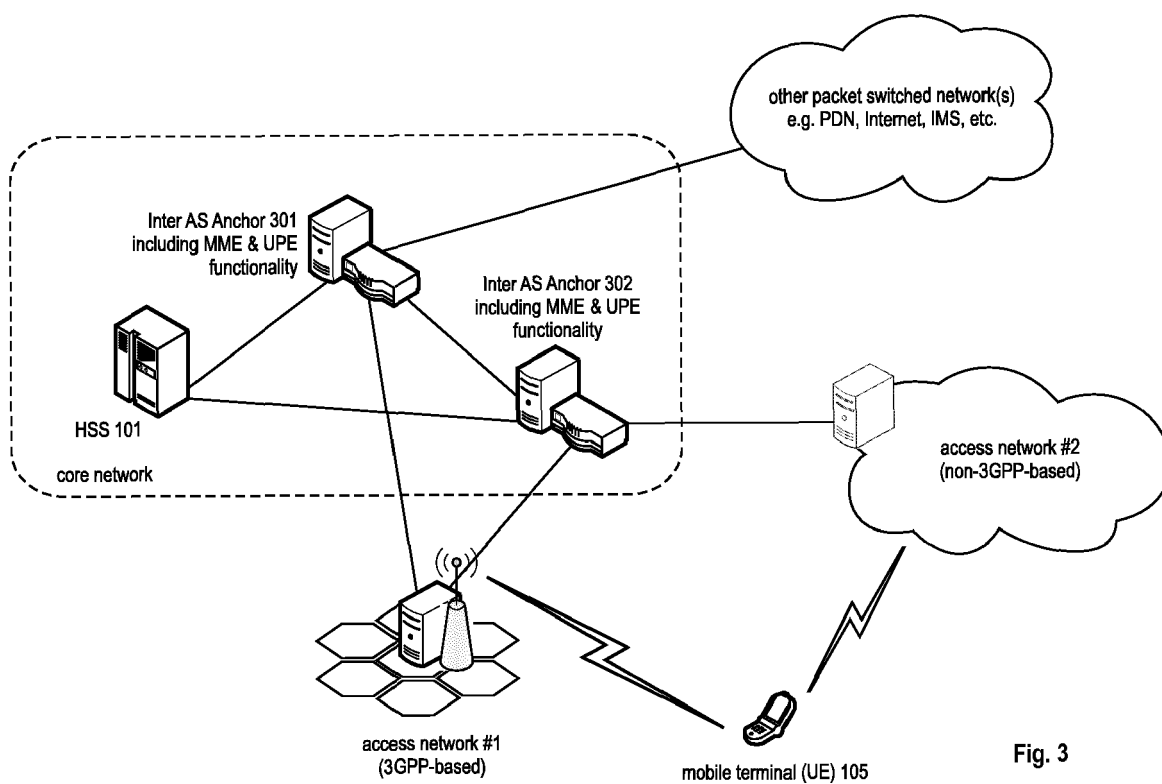 other packet switched network(s)
e.g. PDN, Internet, IMS, etc.
Inter AS Anchor 301
including MME & UPE
functionality
Inter AS Anchor 302
including MME & UPE
functionality
HSS 101
core network
access network #2
(non-3GPP-based)
access network #1
(3GPP-based)
mobile terminal (UE) 105
Fig. 3